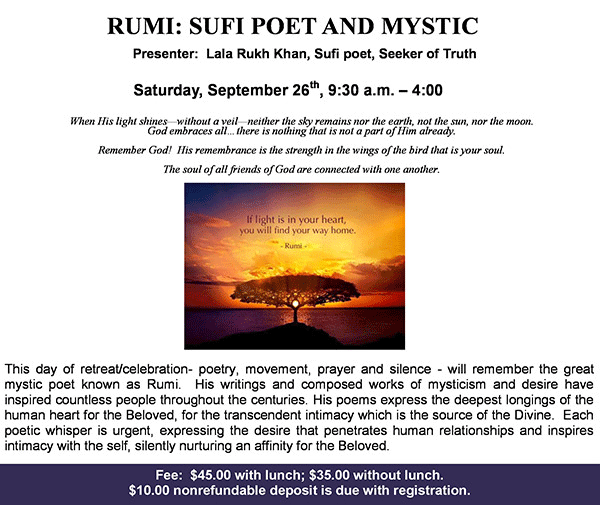 RUMI: SUFI POET AND MYSTIC
Presenter:  Lala Rukh Khan, Sufi poet, Seeker of Truth
Saturday, September 26th, 9:30 a.m. – 4:00
When His light shines—without a veil—neither the sky remains nor the earth, not the sun, nor the moon.
God embraces all…there is nothing that is not a part of Him already.
Remember God!  His remembrance is the strength in the wings of the bird that is your soul.
The soul of all friends of God are connected with one another.
If light is in your heart,
you will find your way home.
- Rumi -
This day of retreat/celebration- poetry, movement, prayer and silence - will remember the great
mystic poet known as Rumi.  His writings and composed works of mysticism and desire have
inspired countless people throughout the centuries. His poems express the deepest longings of the
human heart for the Beloved, for the transcendent intimacy which is the source of the Divine.  Each
poetic whisper is urgent, expressing the desire that penetrates human relationships and inspires
intimacy with the self, silently nurturing an affinity for the Beloved.
Fee:  $45.00 with lunch; $35.00 without lunch.
$10.00 nonrefundable deposit is due with registration.